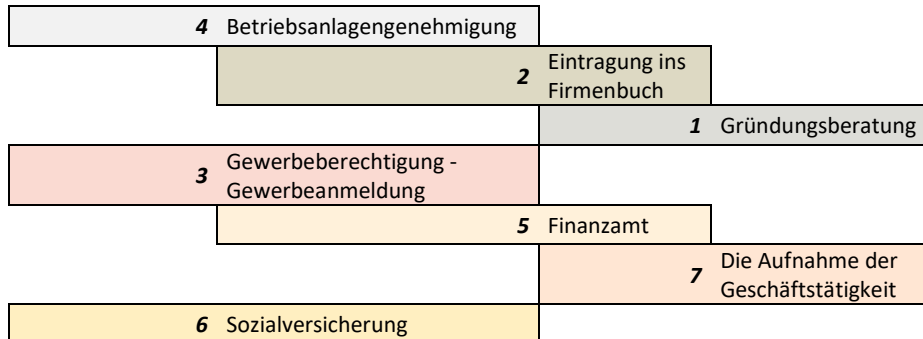 4 Betriebsanlagengenehmigung
2 Eintragung ins
Firmenbuch
1 Gründungsberatung
3 Gewerbeberechtigung -
Gewerbeanmeldung
5 Finanzamt
7 Die Aufnahme der
Geschäftstätigkeit
6 Sozialversicherung